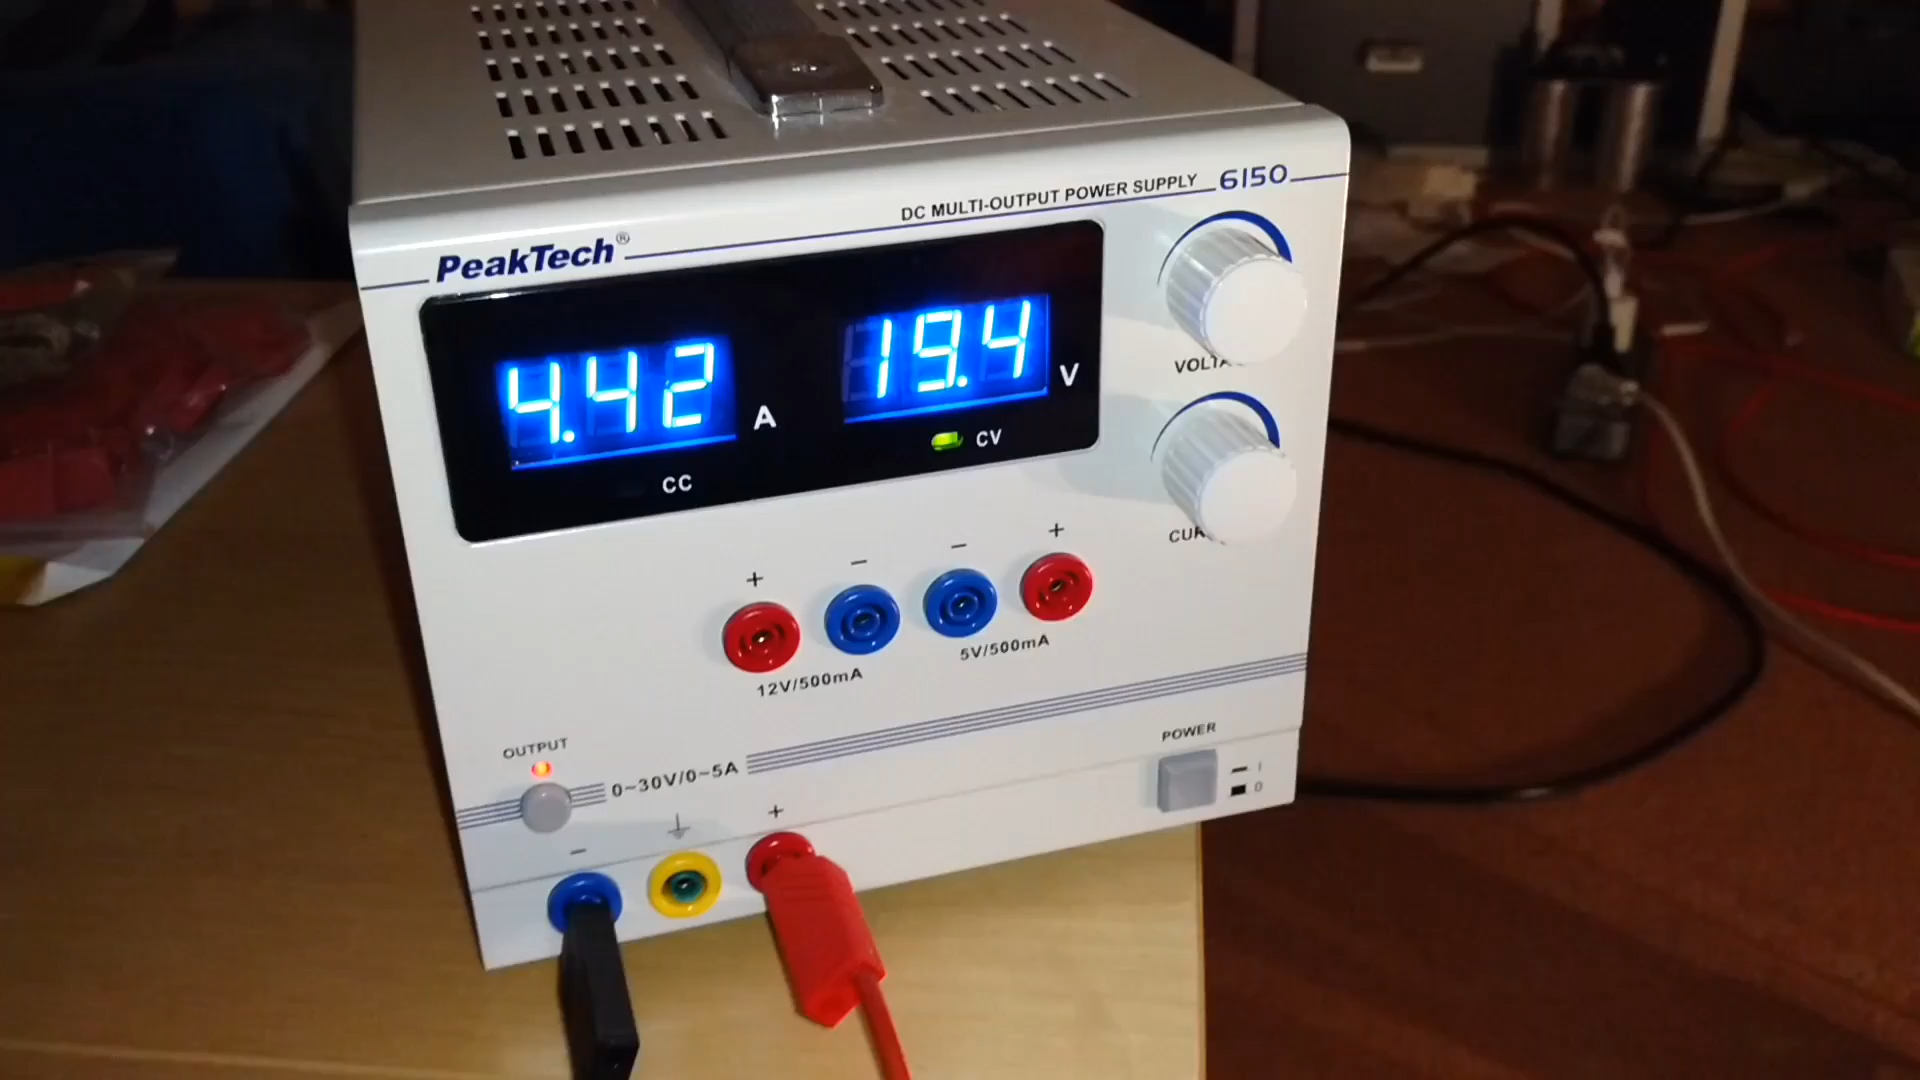 DC MULTI-OUTPUT POWER SUPPLY 6150
PeakTech®
4.42 A
19.4 V
CC
CV
+ - - +
12V/500mA
5V/500mA
OUTPUT
0~30V/0~5A
- +
POWER
I
0